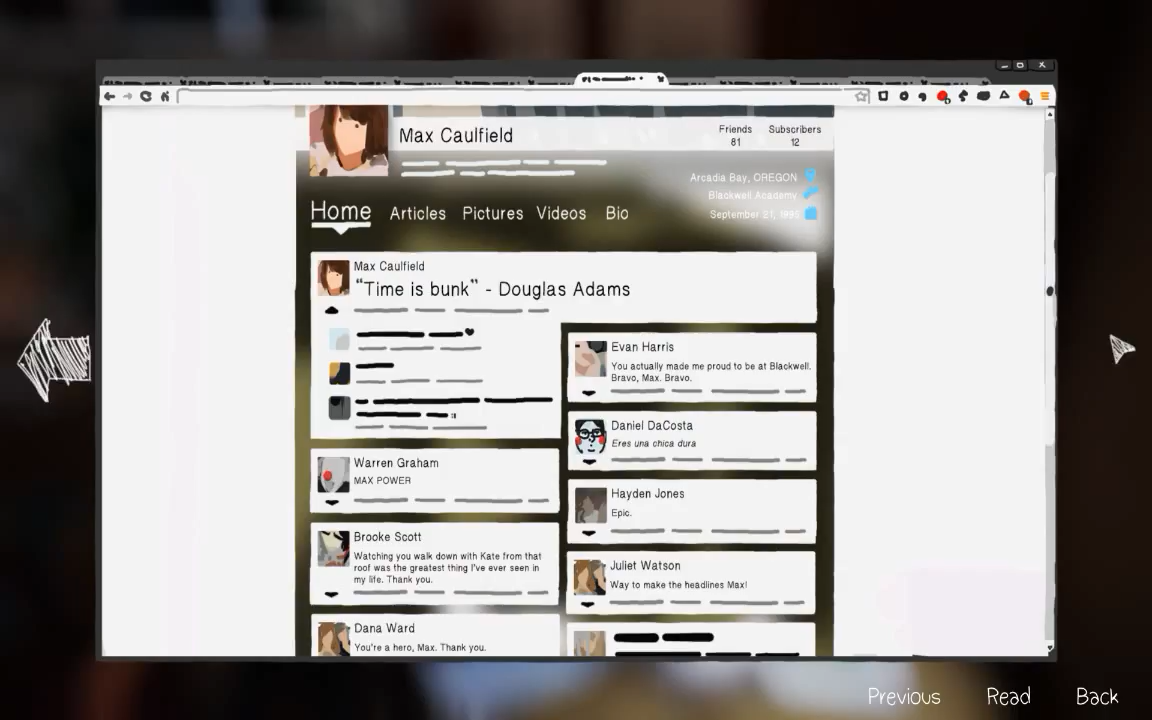 Max Caulfield
Friends
81
Subscribers
12
Arcadia Bay, OREGON
Blackwell Academy
September 21, 1995
Home Articles Pictures Videos Bio
Max Caulfield
“Time is bunk” - Douglas Adams
Warren Graham
MAX POWER
Brooke Scott
Watching you walk down with Kate from that
roof was the greatest thing I've ever seen in
my life. Thank you.
Dana Ward
You're a hero, Max. Thank you.
Evan Harris
You actually made me proud to be at Blackwell.
Bravo, Max. Bravo.
Daniel DaCosta
Eres una chica dura
Hayden Jones
Epic.
Juliet Watson
Way to make the headlines Max!
Previous Read Back